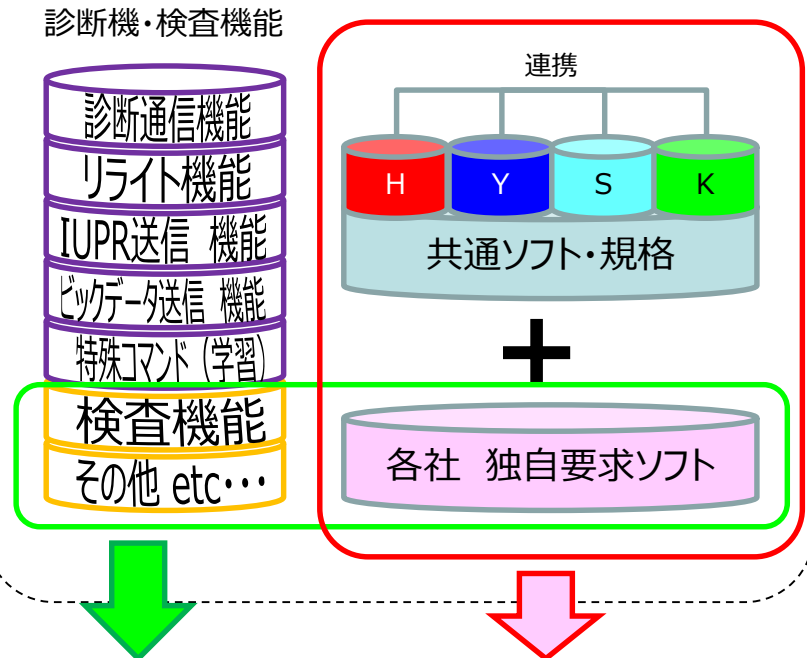 診断機・検査機能
診断通信機能
リライト機能
IUPR送信 機能
ビックデータ送信 機能
特殊コマンド（学習）
検査機能
その他 etc・・・
連携
H
Y
S
K
共通ソフト・規格
+
各社 独自要求ソフト